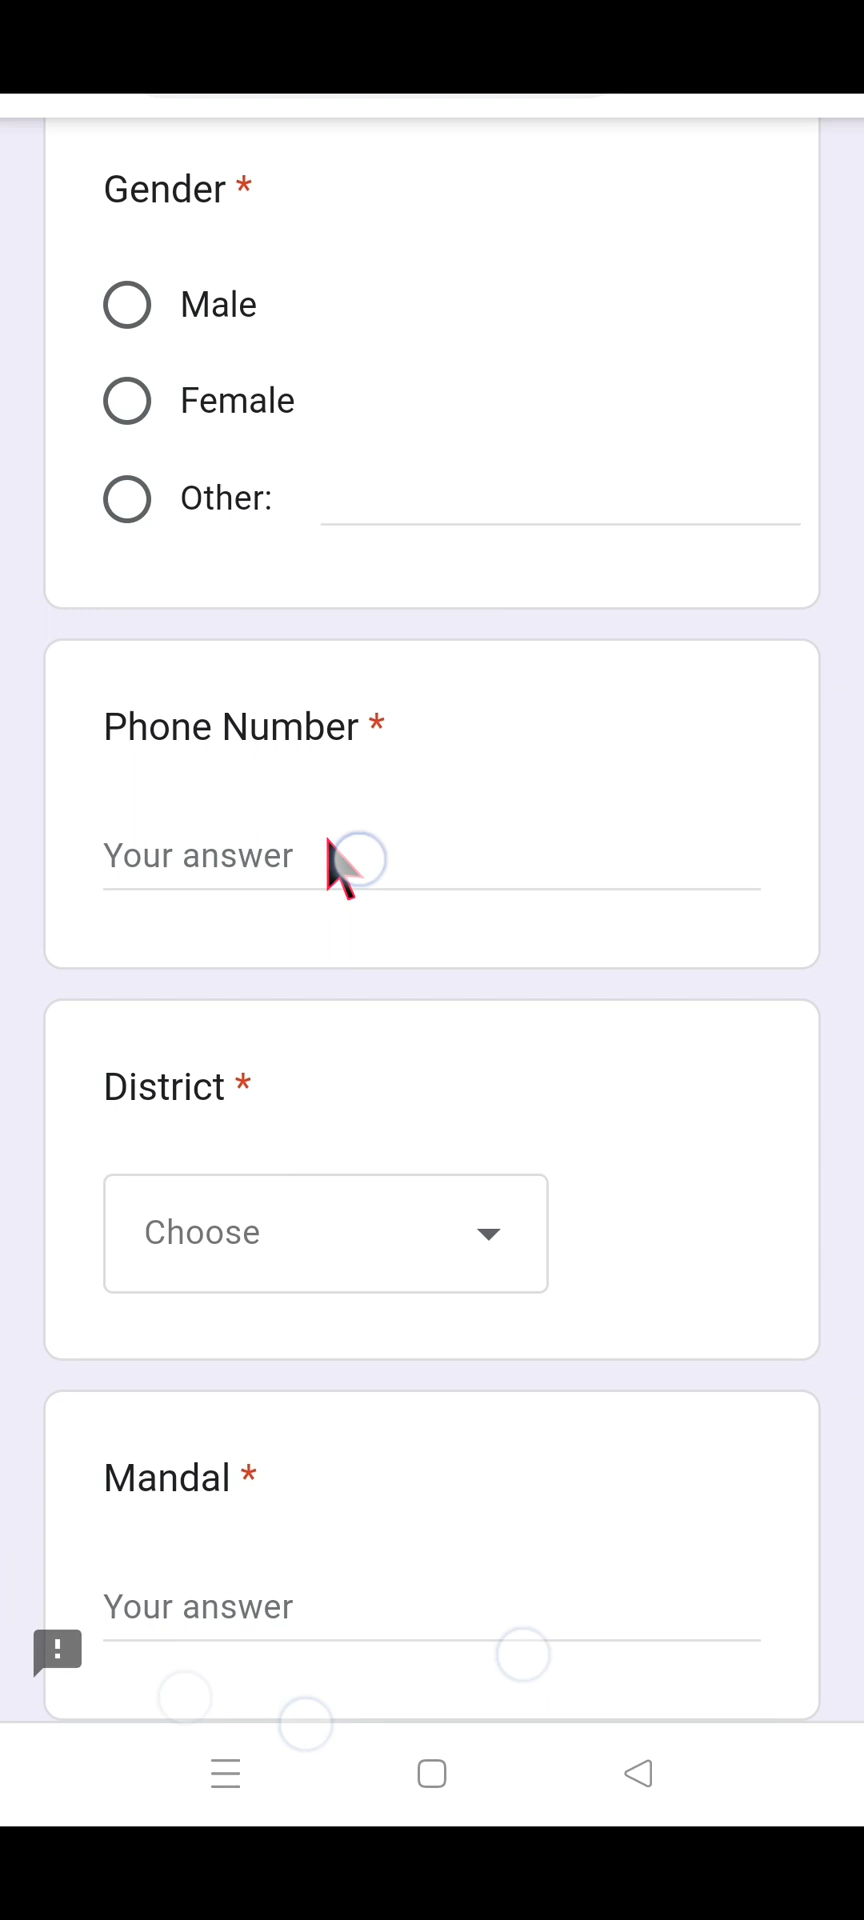 Gender *
Male
Female
Other:
Phone Number *
Your answer
District *
Choose
Mandal *
Your answer